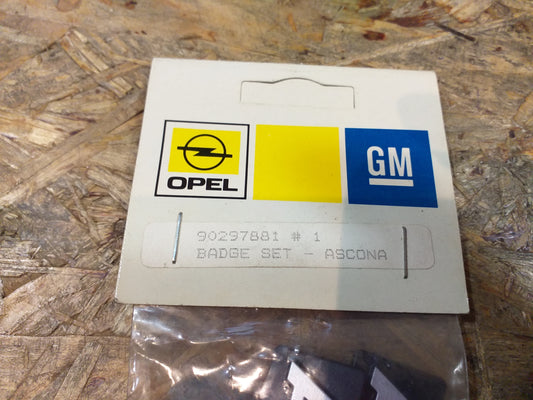 OPEL
GM
90297881 # 1
BADGE SET - ASCONA